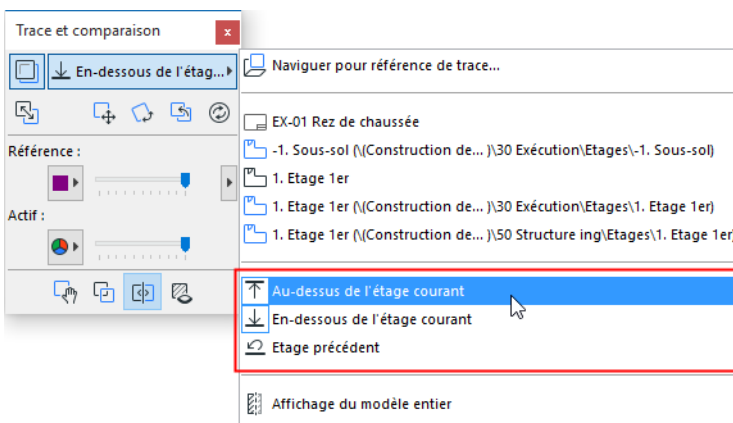 Trace et comparaison
x
En-dessous de l'étag...
Naviguer pour référence de trace...
EX-01 Rez de chaussée
Référence :
-1. Sous-sol (\(Construction de... )\30 Exécution\Etages\-1. Sous-sol)
1. Etage 1er
1. Etage 1er (\(Construction de... )\30 Exécution\Etages\1. Etage 1er)
Actif :
1. Etage 1er (\(Construction de... )\50 Structure ing\Etages\1. Etage 1er)
Au-dessus de l'étage courant
En-dessous de l'étage courant
Etage précédent
Affichage du modèle entier